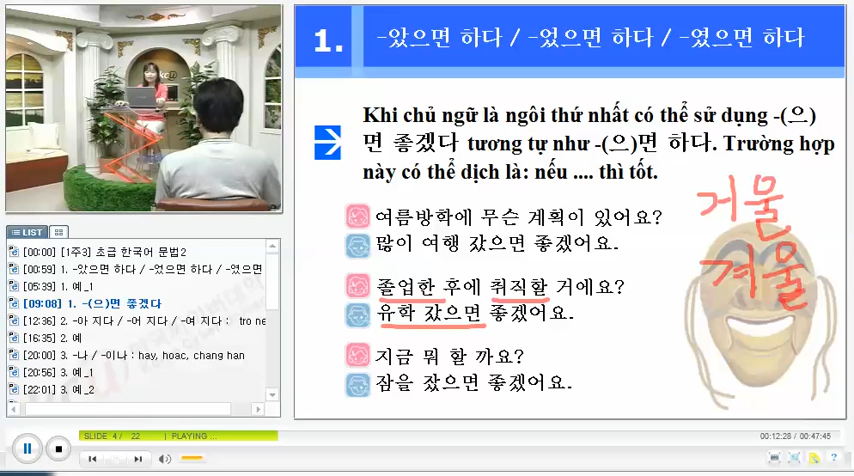 1. -았으면 하다 / -었으면 하다 / -였으면 하다
Khi chủ ngữ là ngôi thứ nhất có thể sử dụng -(으)
면 좋겠다 tương tự như -(으)면 하다. Trường hợp
này có thể dịch là: nếu .... thì tốt.
여름방학에 무슨 계획이 있어요?
많이 여행 갔으면 좋겠어요.
졸업한 후에 취직할 거에요?
유학 갔으면 좋겠어요.
지금 뭐 할 까요?
잠을 잤으면 좋겠어요.
거울
겨울
LIST
[00:00] [1주3] 초급 한국어 문법2
[00:59] 1. -았으면 하다 / -었으면 하다 / -였으면
[05:39] 1. 예_1
[09:08] 1. -(으)면 좋겠다
[12:36] 2. -아 지다 / -어 지다 / -여 지다 : tro ne
[16:35] 2. 예
[20:00] 3. -나 / -이나 : hay, hoac, chang han
[20:56] 3. 예_1
[22:01] 3. 예_2
SLIDE 4 / 22 | PLAYING ...
00:12:28 / 00:47:45